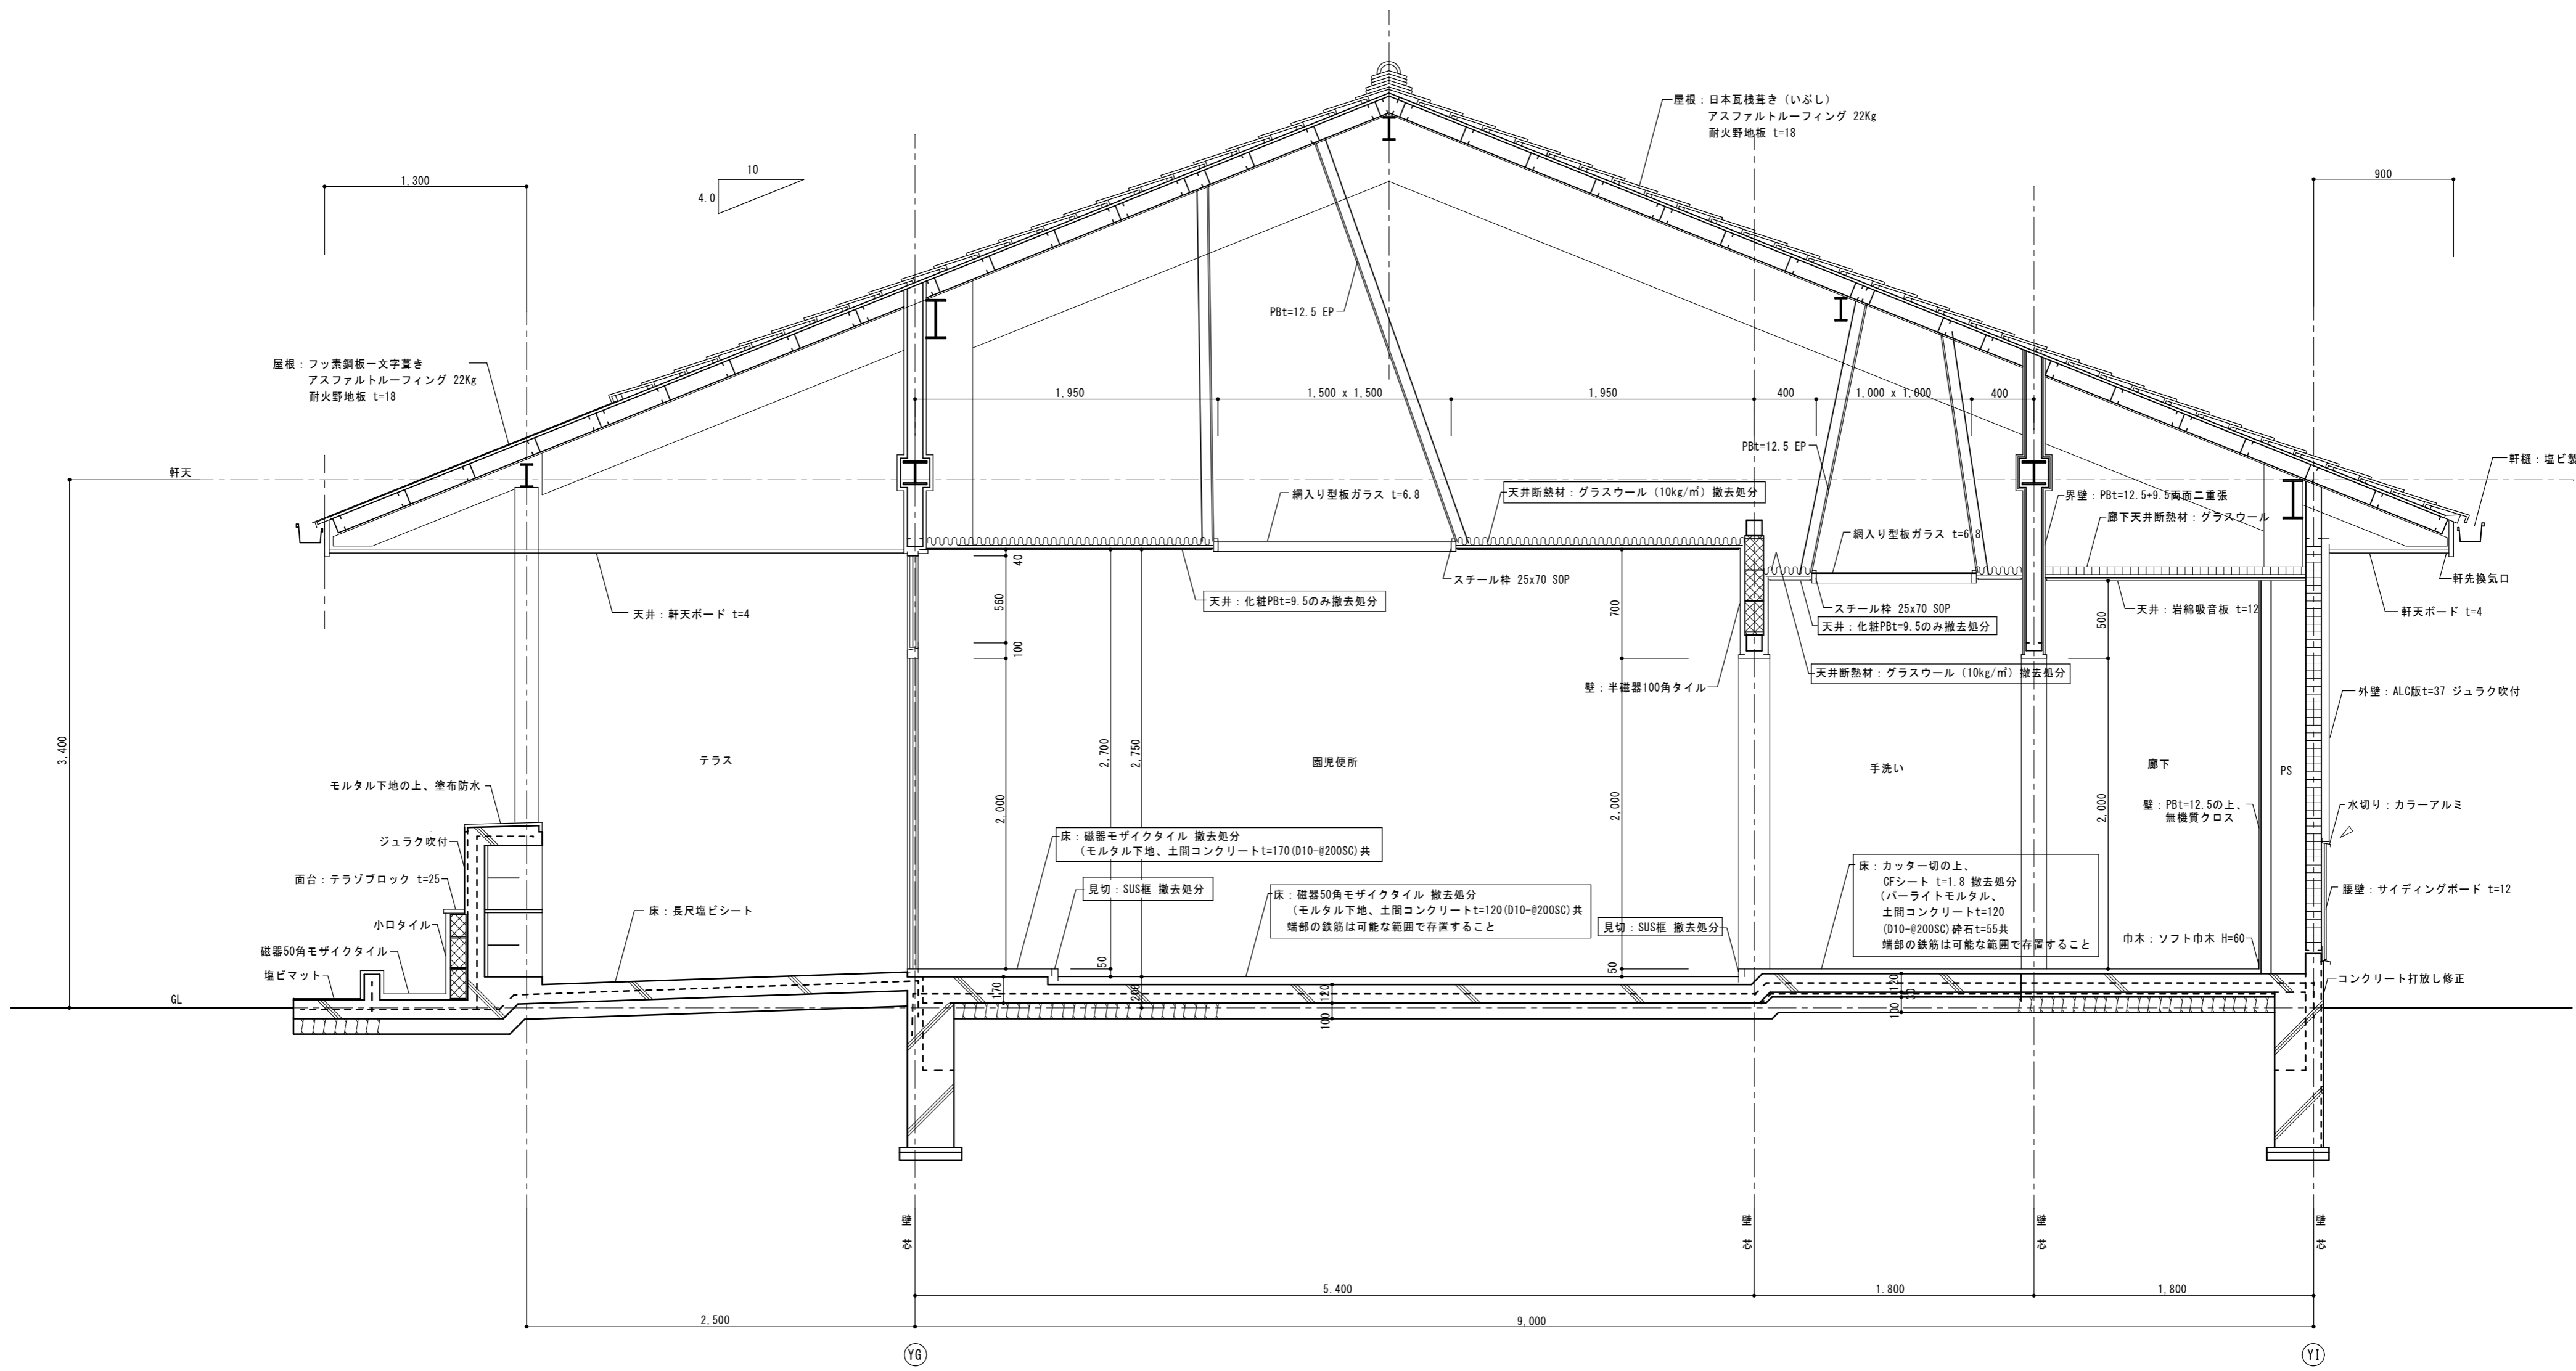 屋根：日本瓦桟葺き（いぶし）
アスファルトルーフィング 22Kg
耐火野地板 t=18
1,300
10
4.0
900
PBt=12.5 EP
屋根：フッ素鋼板一文字葺き
アスファルトルーフィング 22Kg
耐火野地板 t=18
1,950
1,500 x 1,500
1,950
400
1,000 x 1,000
400
PBt=12.5 EP
軒天
軒樋：塩ビ製
網入り型板ガラス t=6.8
天井断熱材：グラスウール（10kg/㎡）撤去処分
界壁：PBt=12.5+9.5両面二重張
廊下天井断熱材：グラスウール
網入り型板ガラス t=6.8
40
560
100
スチール枠 25x70 SOP
軒先換気口
天井：軒天ボード t=4
天井：化粧PBt=9.5のみ撤去処分
700
スチール枠 25x70 SOP
天井：化粧PBt=9.5のみ撤去処分
500
天井：岩綿吸音板 t=12
軒天ボード t=4
天井断熱材：グラスウール（10kg/㎡）撤去処分
壁：半磁器100角タイル
外壁：ALC版t=37 ジュラク吹付
3,400
2,700
2,750
テラス
園児便所
手洗い
廊下
PS
モルタル下地の上、塗布防水
2,000
2,000
2,000
壁：PBt=12.5の上、
無機質クロス
水切り：カラーアルミ
ジュラク吹付
床：磁器モザイクタイル 撤去処分
（モルタル下地、土間コンクリートt=170(D10-@200SC)共
面台：テラゾブロック t=25
見切：SUS框 撤去処分
床：磁器50角モザイクタイル 撤去処分
（モルタル下地、土間コンクリートt=120(D10-@200SC)共
端部の鉄筋は可能な範囲で存置すること
床：カッター切の上、
CFシート t=1.8 撤去処分
（パーライトモルタル、
土間コンクリートt=120
(D10-@200SC)砕石t=55共
端部の鉄筋は可能な範囲で存置すること
腰壁：サイディングボード t=12
床：長尺塩ビシート
小口タイル
見切：SUS框 撤去処分
巾木：ソフト巾木 H=60
磁器50角モザイクタイル
塩ビマット
50
50
GL
170
200
120
100
120
30
100
コンクリート打放し修正
壁芯
壁芯
壁芯
壁芯
5.400
1.800
1,800
2,500
9,000
YG
YI